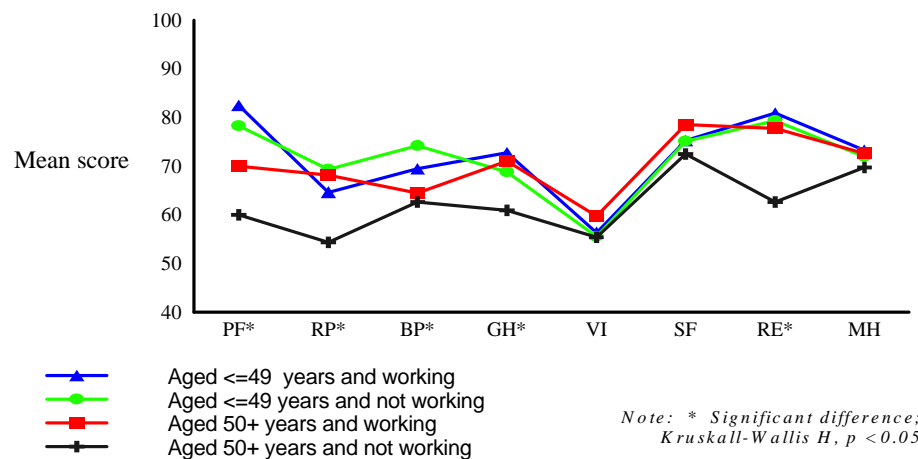 100
90
80
Mean score
70
60
50
40
PF* RP* BP* GH* VI SF RE* MH
Aged <=49 years and working
Aged <=49 years and not working
Aged 50+ years and working
Aged 50+ years and not working
Note: * Significant difference;
Kruskall-Wallis H, p <0.05